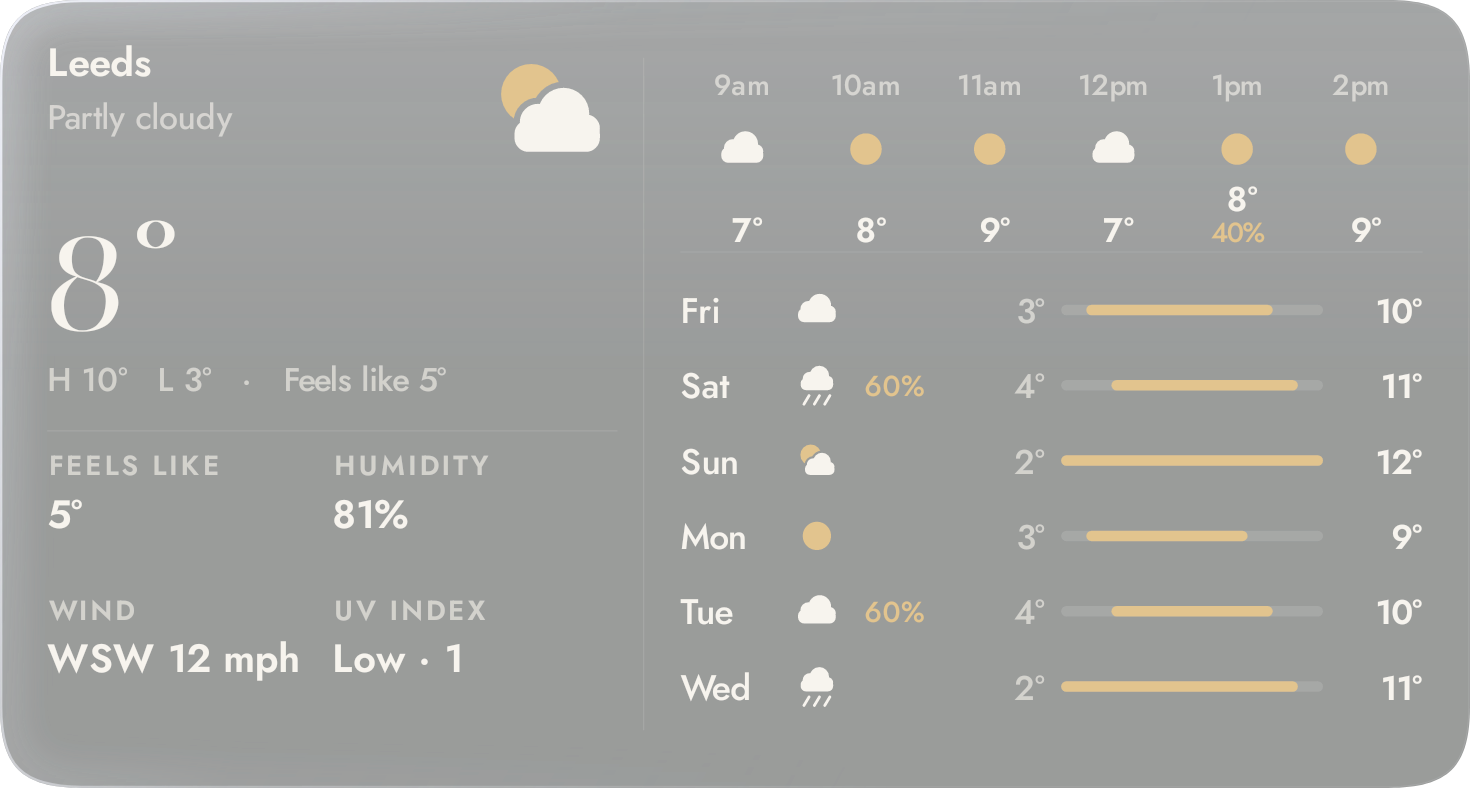 Leeds
Partly cloudy
8°
H 10° L 3° · Feels like 5°
FEELS LIKE HUMIDITY
5° 81%
WIND UV INDEX
WSW 12 mph Low · 1
9am 10am 11am 12pm 1pm 2pm
7° 8° 9° 7° 8° 9°
40%
Fri 3° 10°
Sat 60% 4° 11°
Sun 2° 12°
Mon 3° 9°
Tue 60% 4° 10°
Wed 2° 11°